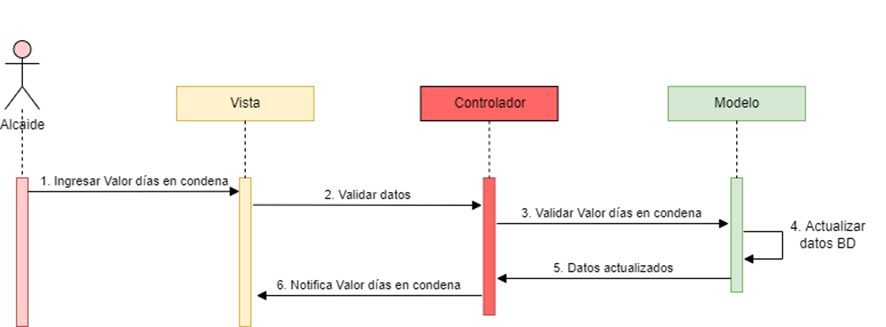 Vista
Controlador
Modelo
Alcaide
1. Ingresar Valor días en condena
2. Validar datos
3. Validar Valor días en condena
4. Actualizar
datos BD
5. Datos actualizados
6. Notifica Valor días en condena